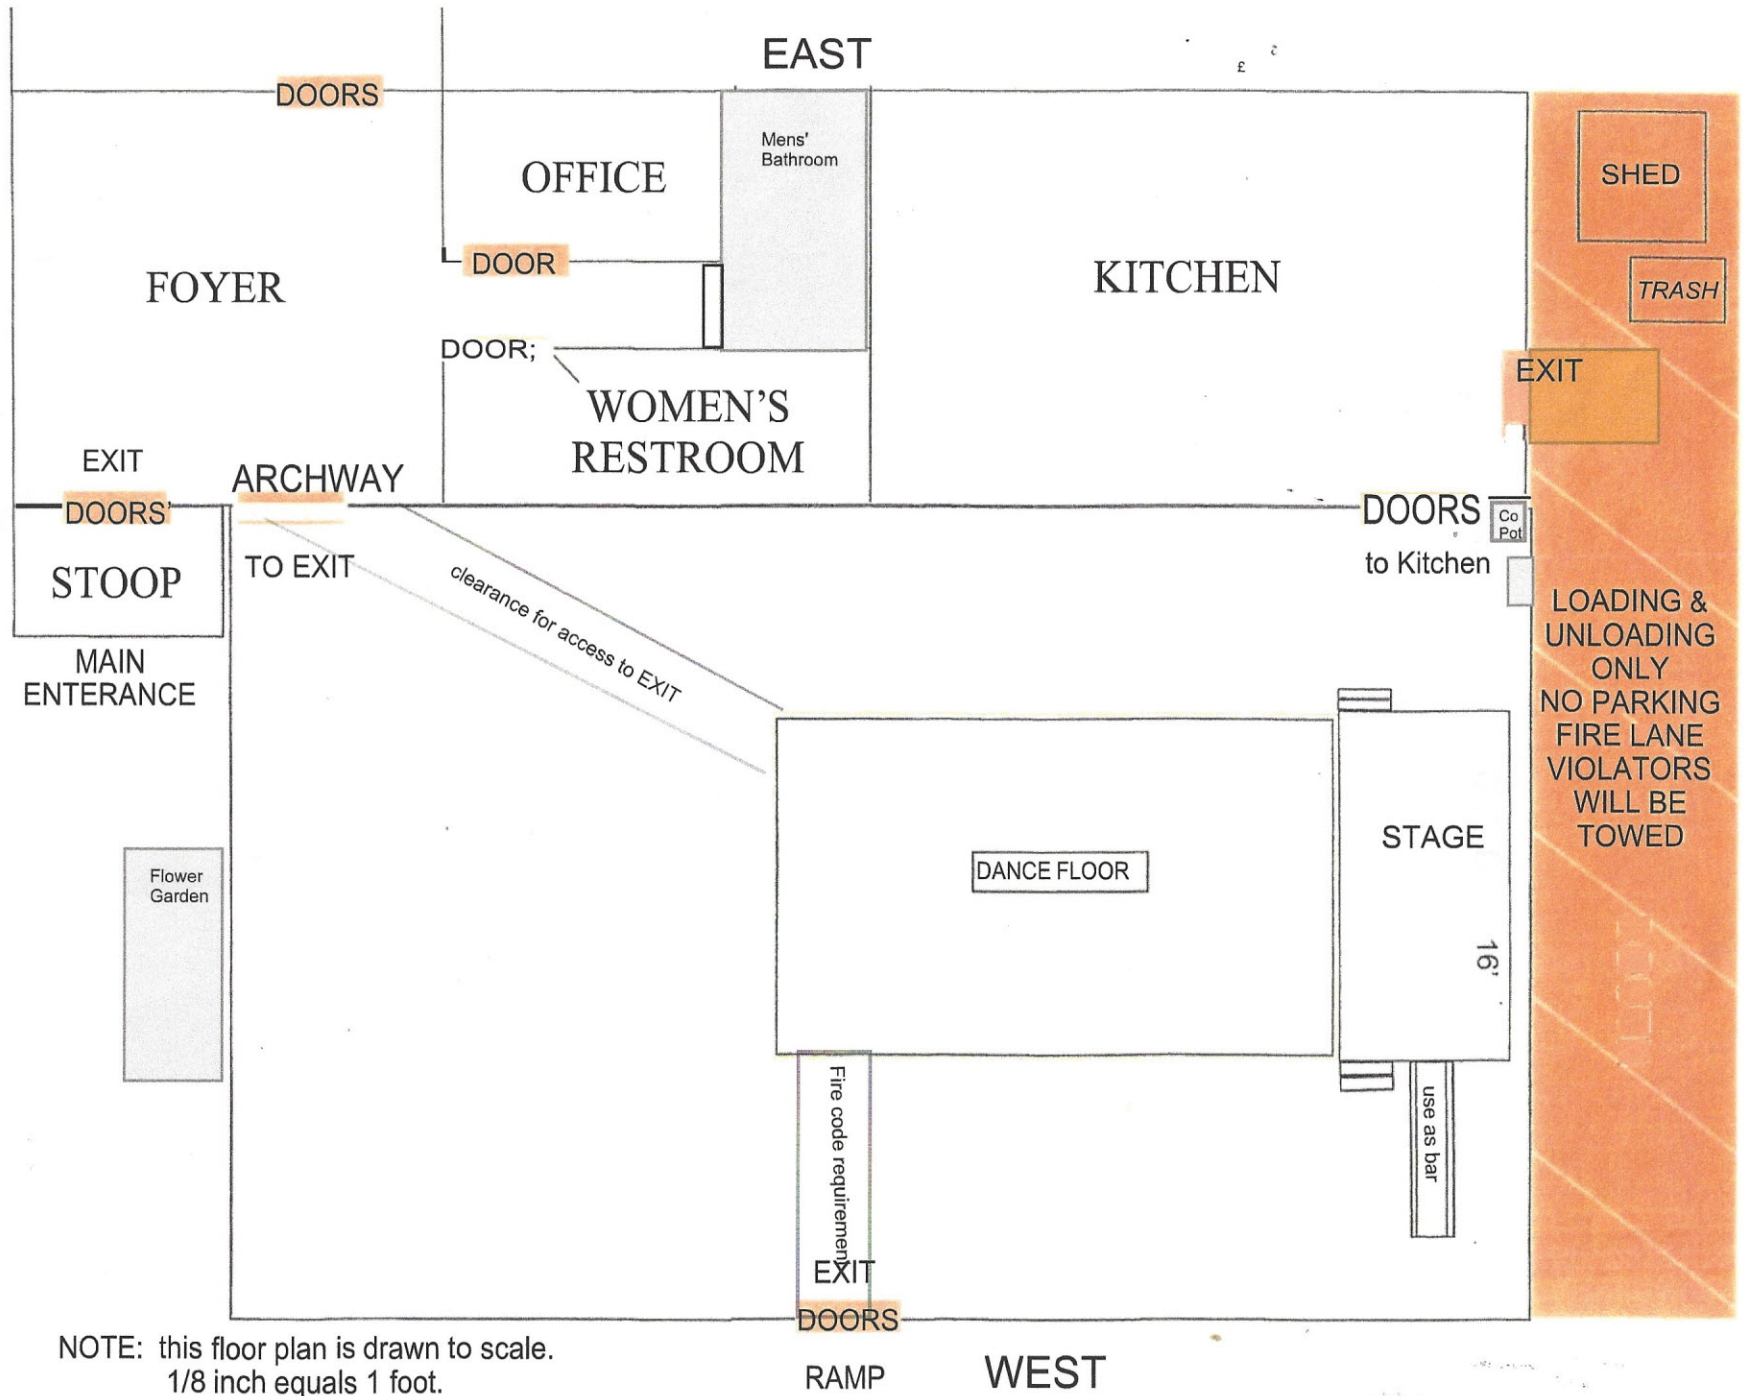 EAST
£
DOORS
Mens'
Bathroom
OFFICE
SHED
DOOR
FOYER
KITCHEN
TRASH
DOOR;
EXIT
WOMEN'S
RESTROOM
EXIT
ARCHWAY
DOORS
DOORS
Co
Pot
STOOP
TO EXIT
to Kitchen
clearance for access to EXIT
MAIN
ENTERANCE
LOADING &
UNLOADING
ONLY
NO PARKING
FIRE LANE
VIOLATORS
WILL BE
TOWED
STAGE
DANCE FLOOR
Flower
Garden
16'
Fire code requirement
use as bar
EXIT
DOORS
NOTE: this floor plan is drawn to scale.
1/8 inch equals 1 foot.
RAMP
WEST